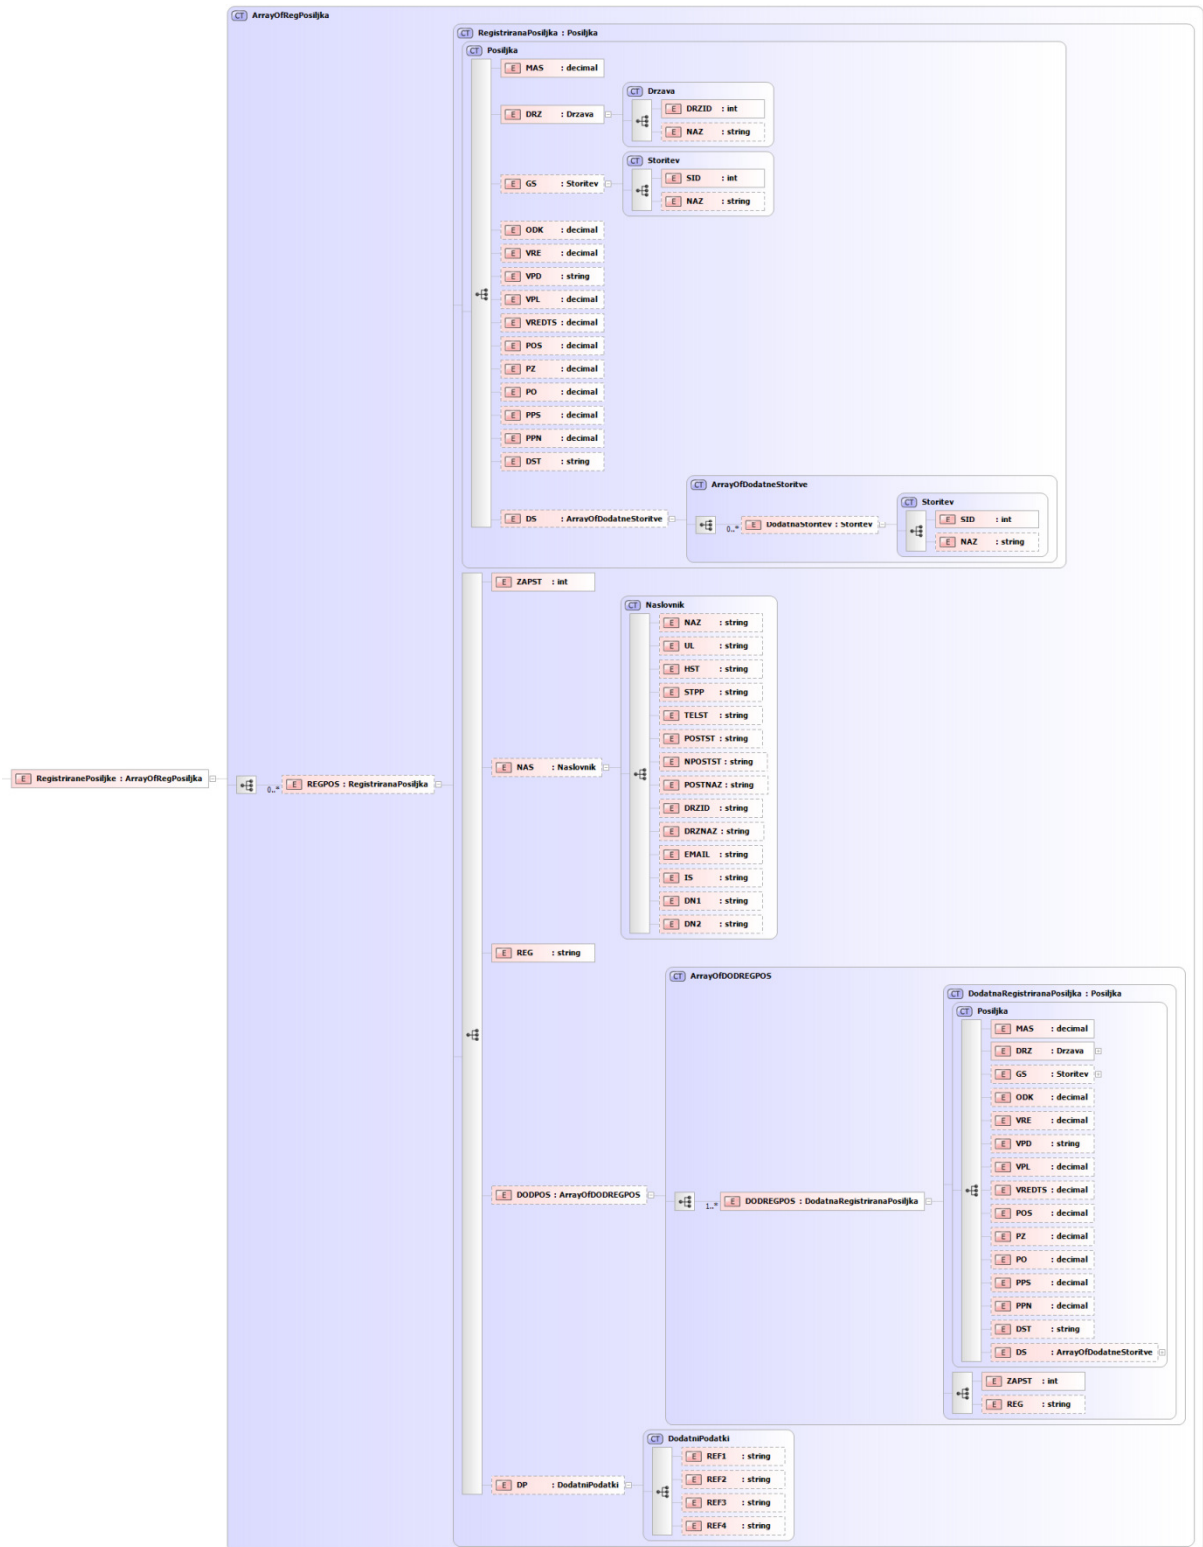 CT ArrayOfRegPosiljka
CT RegistriranaPosiljka : Posiljka
CT Posiljka
E MAS : decimal
CT Drzava
E DRZ : Drzava
E DRZID : int
E NAZ : string
CT Storitev
E GS : Storitev
E SID : int
E NAZ : string
E ODK : decimal
E VRE : decimal
E VPD : string
E VPL : decimal
E VREDTS : decimal
E POS : decimal
E PZ : decimal
E PO : decimal
E PPS : decimal
E PPN : decimal
E DST : string
CT ArrayOfDodatneStoritve
CT Storitev
E DS : ArrayOfDodatneStoritve
0..* E DodatnaStoritev : Storitev
E SID : int
E NAZ : string
E ZAPST : int
CT Naslovnik
E NAZ : string
E UL : string
E HST : string
E STPP : string
E TELST : string
E POSTST : string
E NAS : Naslovnik
E NPOSTST : string
E POSTNAZ : string
E DRZID : string
E DRZNAZ : string
E EMAIL : string
E IS : string
E DN1 : string
E DN2 : string
E RegistriranePosiljke : ArrayOfRegPosiljka
0..* E REGPOS : RegistriranaPosiljka
E REG : string
CT ArrayOfDODREGPOS
CT DodatnaRegistriranaPosiljka : Posiljka
CT Posiljka
E MAS : decimal
E DRZ : Drzava
E GS : Storitev
E ODK : decimal
E VRE : decimal
E VPD : string
E VPL : decimal
E VREDTS : decimal
E DODPOS : ArrayOfDODREGPOS
1..* E DODREGPOS : DodatnaRegistriranaPosiljka
E POS : decimal
E PZ : decimal
E PO : decimal
E PPS : decimal
E PPN : decimal
E DST : string
E DS : ArrayOfDodatneStoritve
E ZAPST : int
E REG : string
CT DodatniPodatki
E REF1 : string
E REF2 : string
E DP : DodatniPodatki
E REF3 : string
E REF4 : string